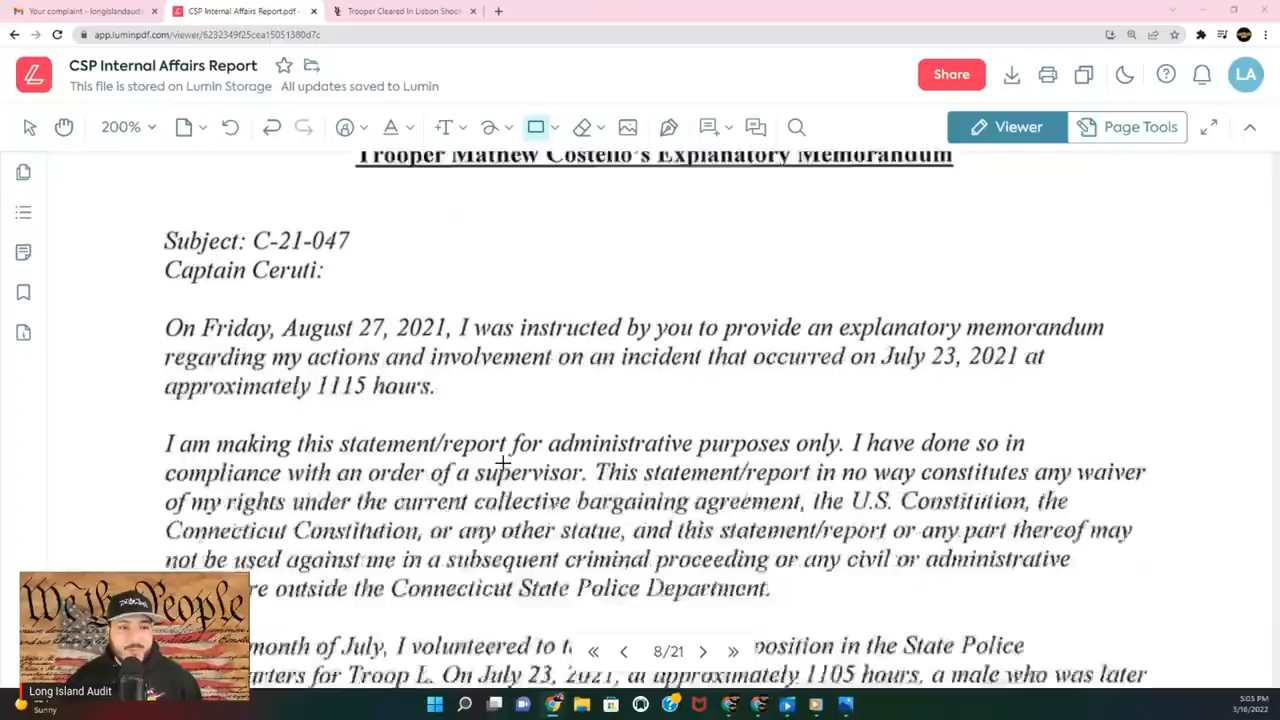 Your complaint - longislandaudi
CSP Internal Affairs Report.pdf -
Trooper Cleared In Lisbon Shoot
app.luminpdf.com/viewer/6232349f25cea15051380d7c
CSP Internal Affairs Report
This file is stored on Lumin Storage All updates saved to Lumin
Share
LA
200%
Viewer
Page Tools
Trooper Mathew Costello's Explanatory Memorandum
Subject: C-21-047
Captain Ceruti:
On Friday, August 27, 2021, I was instructed by you to provide an explanatory memorandum
regarding my actions and involvement on an incident that occurred on July 23, 2021 at
approximately 1115 hours.
I am making this statement/report for administrative purposes only. I have done so in
compliance with an order of a supervisor. This statement/report in no way constitutes any waiver
of my rights under the current collective bargaining agreement, the U.S. Constitution, the
Connecticut Constitution, or any other statue, and this statement/report or any part thereof may
not be used against me in a subsequent criminal proceeding or any civil or administrative
re outside the Connecticut State Police Department.
month of July, I volunteered to t position in the State Police
8/21
arters for Troop L. On July 23, 2021, at approximately 1105 hours, a male who was later
We the People
Long Island Audit
Sunny
5:05 PM
3/16/2022